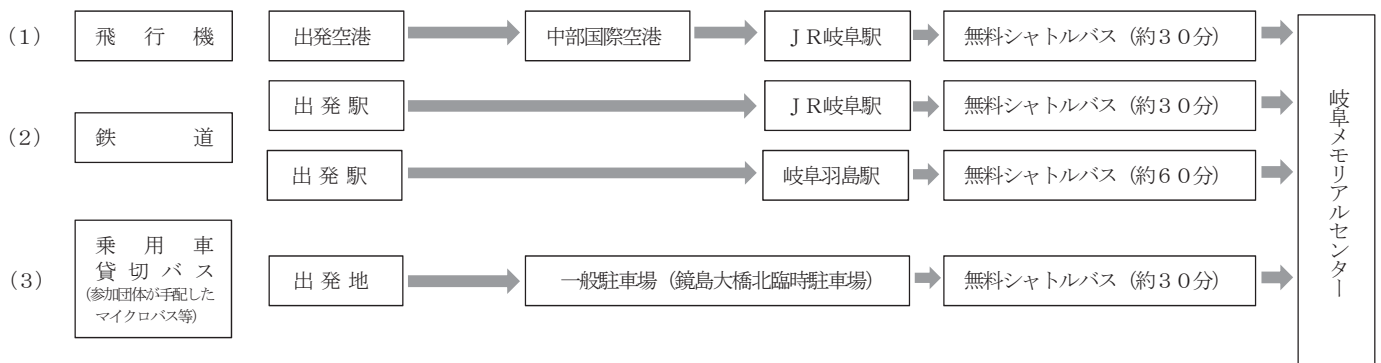 (1) 飛行機 出発空港 中部国際空港 JR岐阜駅 無料シャトルバス(約30分)
出発駅 JR岐阜駅 無料シャトルバス(約30分)
(2) 鉄道
出発駅 岐阜羽島駅 無料シャトルバス(約60分)
(3) 乗用車
貸切バス
(参加団体が手配した
マイクロバス等)
出発地 一般駐車場(鏡島大橋北臨時駐車場) 無料シャトルバス(約30分)
岐阜メモリアルセンター